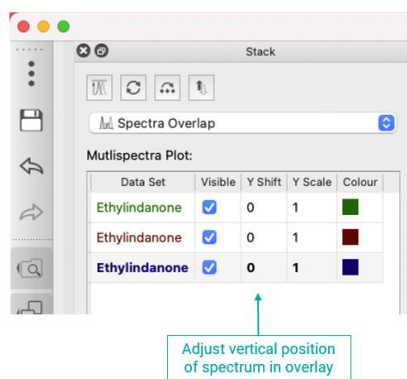 Stack
Spectra Overlap
Mutlispectra Plot:
Data Set Visible Y Shift Y Scale Colour
Ethylindanone 0 1
Ethylindanone 0 1
Ethylindanone 0 1
Adjust vertical position
of spectrum in overlay